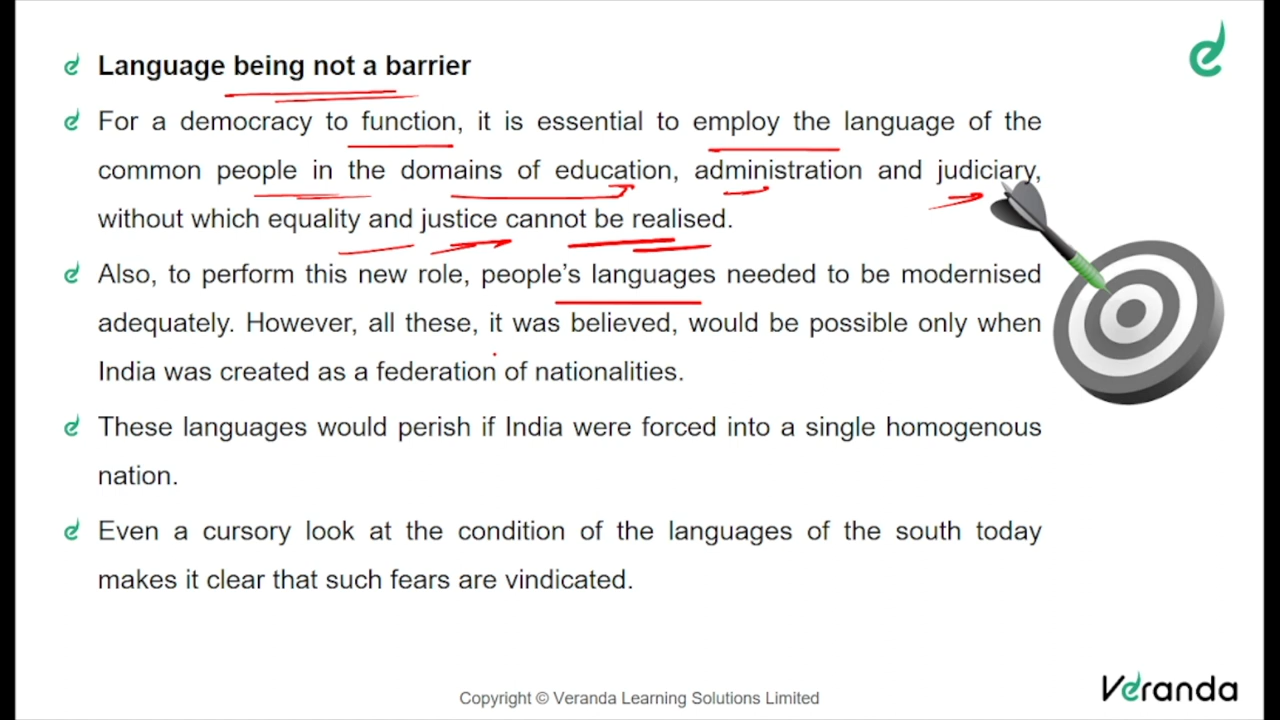 Language being not a barrier
For a democracy to function, it is essential to employ the language of the
common people in the domains of education, administration and judiciary,
without which equality and justice cannot be realised.
Also, to perform this new role, people's languages needed to be modernised
adequately. However, all these, it was believed, would be possible only when
India was created as a federation of nationalities.
These languages would perish if India were forced into a single homogenous
nation.
Even a cursory look at the condition of the languages of the south today
makes it clear that such fears are vindicated.
Copyright © Veranda Learning Solutions Limited
Veranda